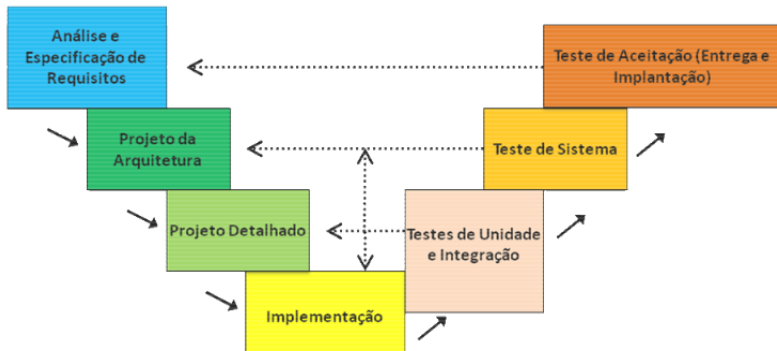 Análise e
Especificação de
Requisitos
Teste de Aceitação (Entrega e
Implantação)
Projeto da
Arquitetura
Teste de Sistema
Projeto Detalhado
Testes de Unidade
e Integração
Implementação